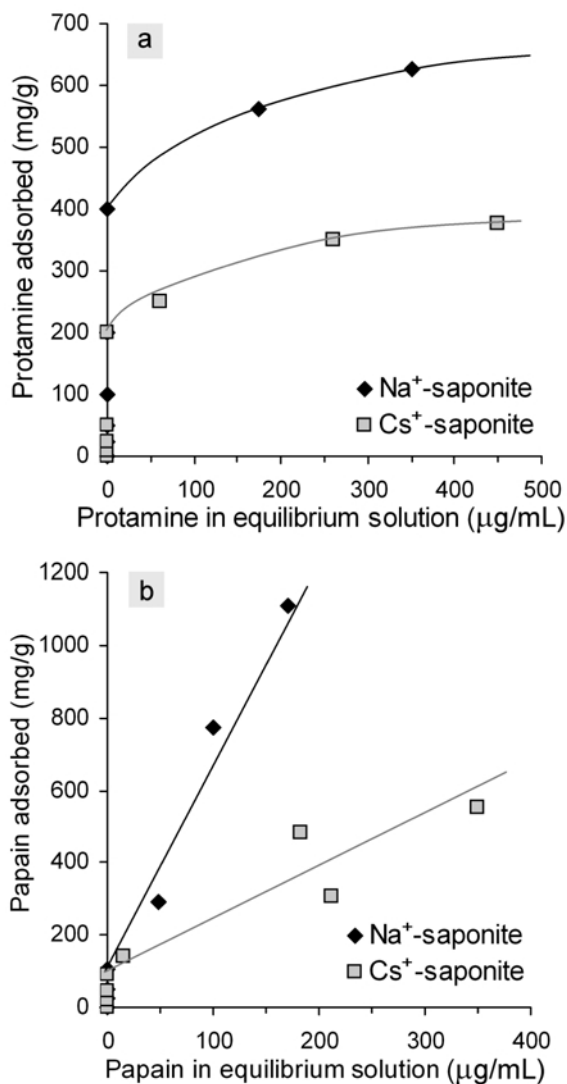 a
Protamine adsorbed (mg/g)
700
600
500
400
300
200
100
0
0 100 200 300 400 500
Na⁺-saponite
Cs⁺-saponite
Protamine in equilibrium solution (μg/mL)
b
Papain adsorbed (mg/g)
1200
1000
800
600
400
200
0
0 100 200 300 400
Na⁺-saponite
Cs⁺-saponite
Papain in equilibrium solution (μg/mL)